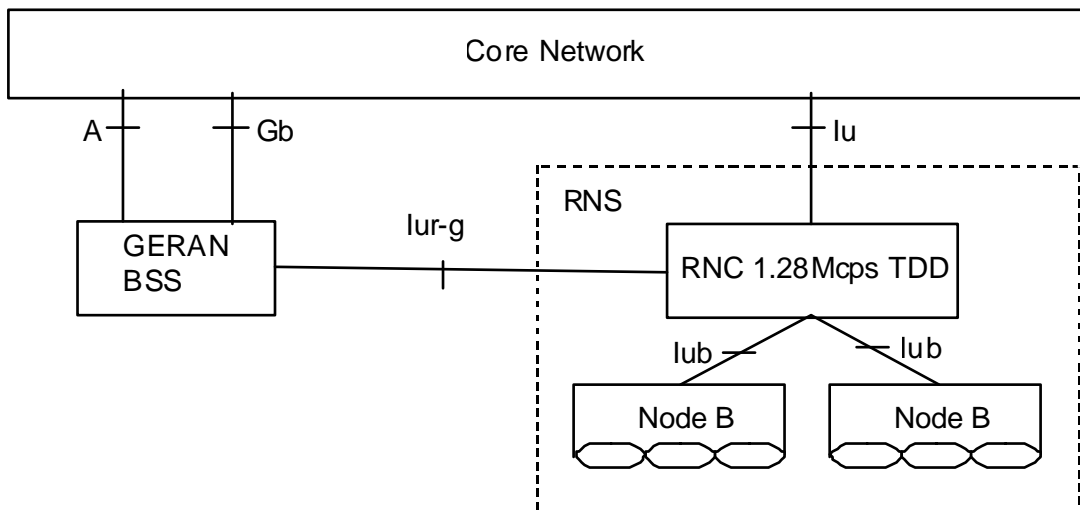 Core Network
A
Gb
Iu
RNS
Iur-g
GERAN
BSS
RNC 1.28Mcps TDD
Iub
Iub
Node B
Node B